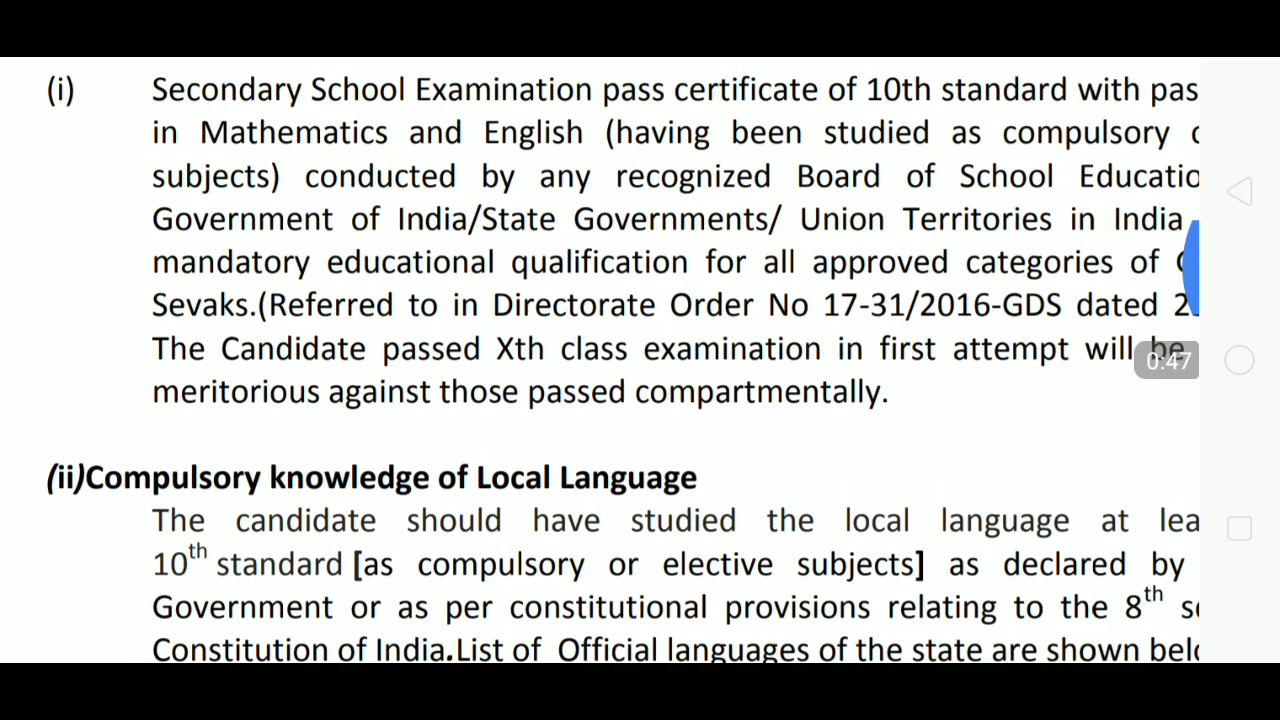 (i) Secondary School Examination pass certificate of 10th standard with pas
in Mathematics and English (having been studied as compulsory
subjects) conducted by any recognized Board of School Educatio
Government of India/State Governments/ Union Territories in India
mandatory educational qualification for all approved categories of
Sevaks.(Referred to in Directorate Order No 17-31/2016-GDS dated 2
The Candidate passed Xth class examination in first attempt will be
0:47
meritorious against those passed compartmentally.
(ii)Compulsory knowledge of Local Language
The candidate should have studied the local language at lea
10th standard [as compulsory or elective subjects] as declared by
Government or as per constitutional provisions relating to the 8th s
Constitution of India.List of Official languages of the state are shown belo